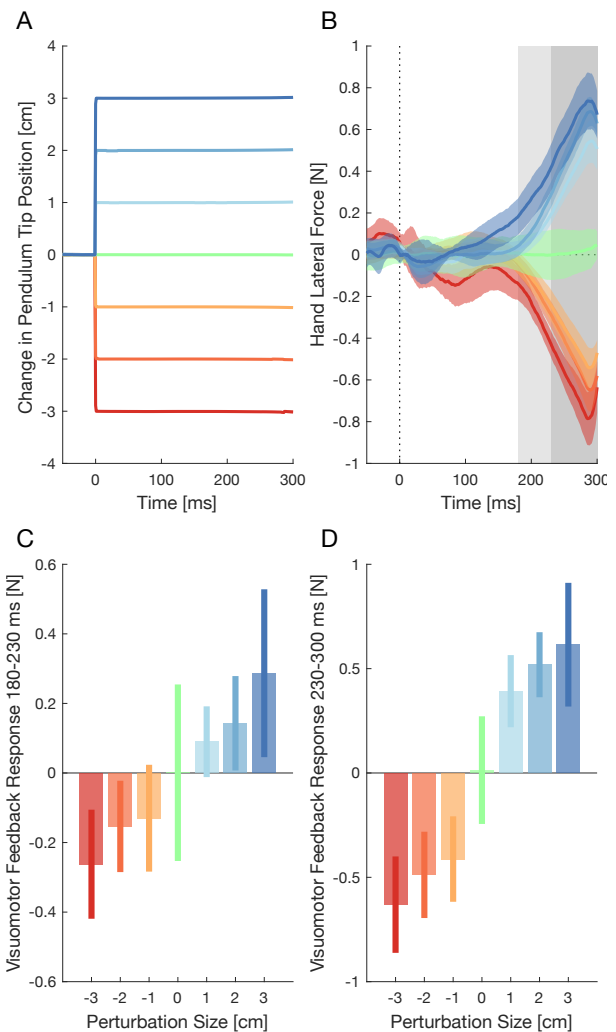 A
Change in Pendulum Tip Position [cm]
4
3
2
1
0
-1
-2
-3
-4
0
100
200
300
Time [ms]
B
Hand Lateral Force [N]
1
0.8
0.6
0.4
0.2
0
-0.2
-0.4
-0.6
-0.8
-1
0
100
200
300
Time [ms]
C
Visuomotor Feedback Response 180-230 ms [N]
0.6
0.4
0.2
0
-0.2
-0.4
-0.6
-3 -2 -1 0 1 2 3
Perturbation Size [cm]
D
Visuomotor Feedback Response 230-300 ms [N]
1
0.5
0
-0.5
-1
-3 -2 -1 0 1 2 3
Perturbation Size [cm]